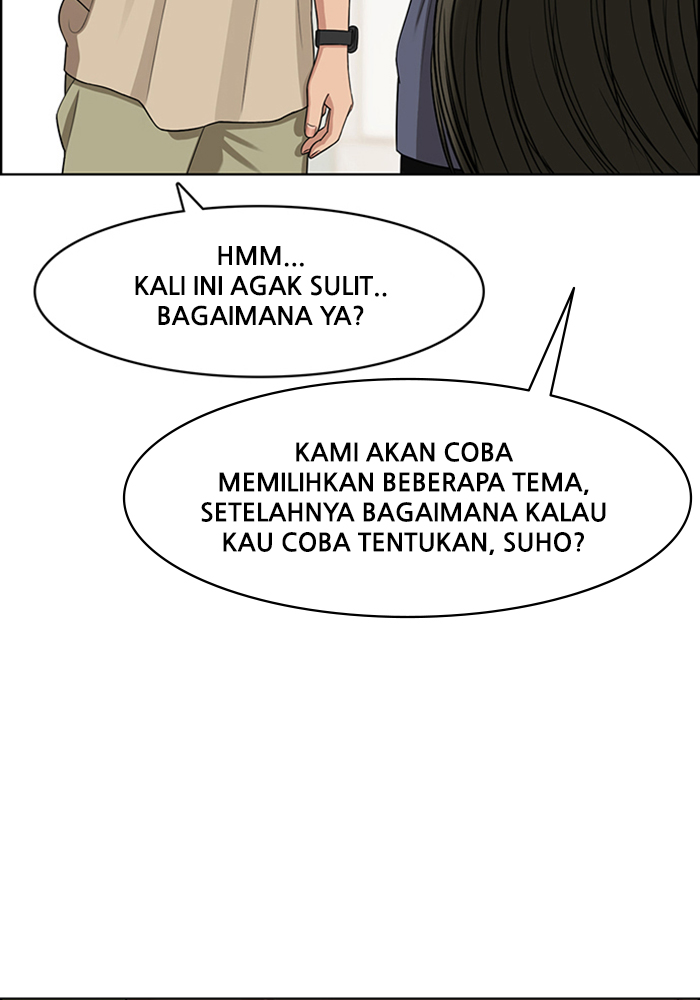 HMM...
KALI INI AGAK SULIT..
BAGAIMANA YA?
KAMI AKAN COBA
MEMILIHKAN BEBERAPA TEMA,
SETELAHNYA BAGAIMANA KALAU
KAU COBA TENTUKAN, SUHO?